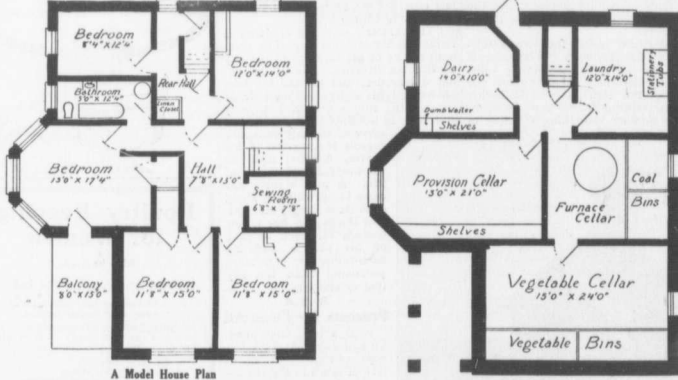 Bedroom
8'4" X 12'4"
Bedroom
12'0" X 14'0"
Rear Hall
Bathroom
5'0" X 12'4"
Linen
Closet
Bedroom
13'0" X 17'4"
Hall
7'8" X 13'0"
Sewing
Room
6'8" X 7'8"
Balcony
8'0" X 13'0"
Bedroom
11'8" X 15'0"
Bedroom
11'8" X 15'0"
A Model House Plan
Dairy
14'0" X 10'0"
Dumb Waiter
Shelves
Laundry
12'0" X 14'0"
Stationery
Tubs
Provision Cellar
13'0" X 21'0"
Shelves
Furnace
Cellar
Coal
Bins
Vegetable Cellar
15'0" X 24'0"
Vegetable Bins